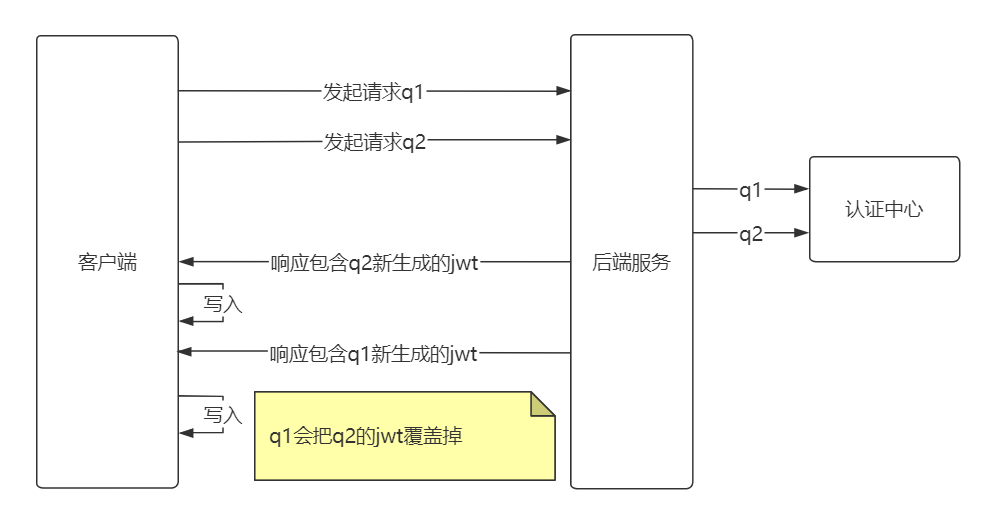 发起请求q1
发起请求q2
q1
认证中心
q2
客户端
响应包含q2新生成的jwt
后端服务
写入
响应包含q1新生成的jwt
写入
q1会把q2的jwt覆盖掉